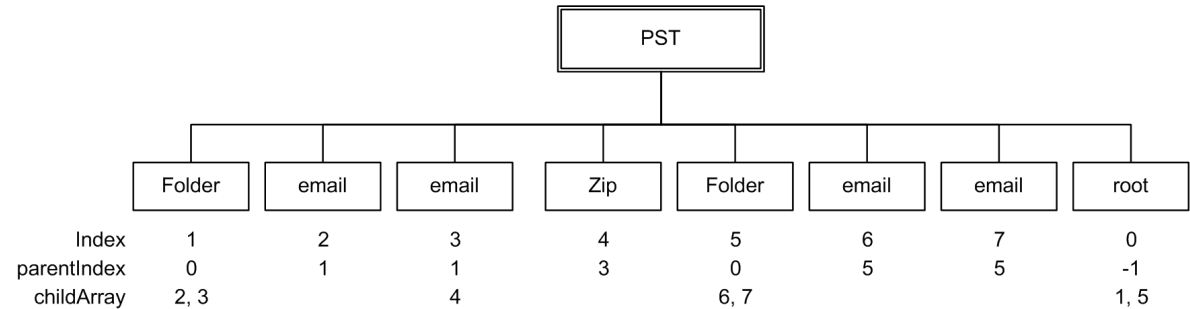 PST
Folder email email Zip Folder email email root
Index 1 2 3 4 5 6 7 0
parentIndex 0 1 1 3 0 5 5 -1
childArray 2, 3 4 6, 7 1, 5